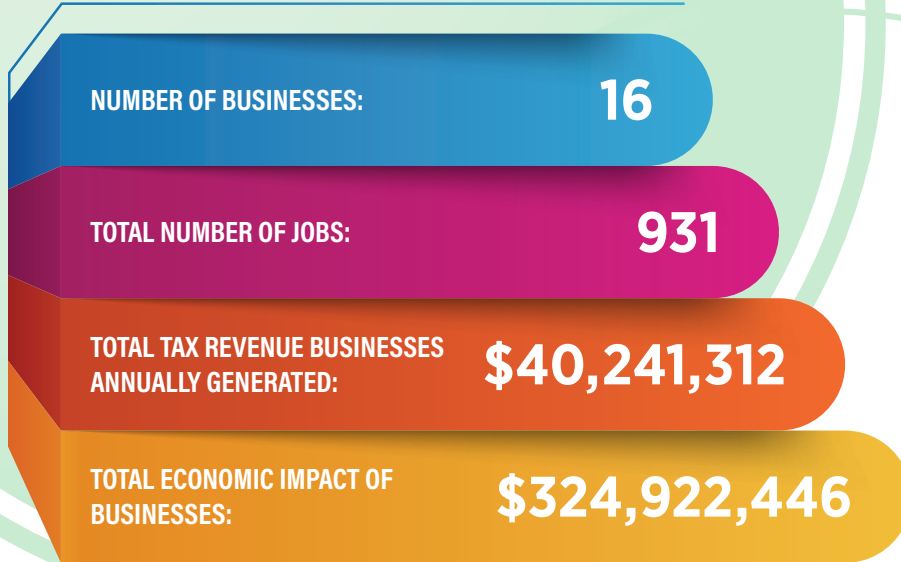 NUMBER OF BUSINESSES: 16
TOTAL NUMBER OF JOBS: 931
TOTAL TAX REVENUE BUSINESSES
ANNUALLY GENERATED: $40,241,312
TOTAL ECONOMIC IMPACT OF
BUSINESSES: $324,922,446